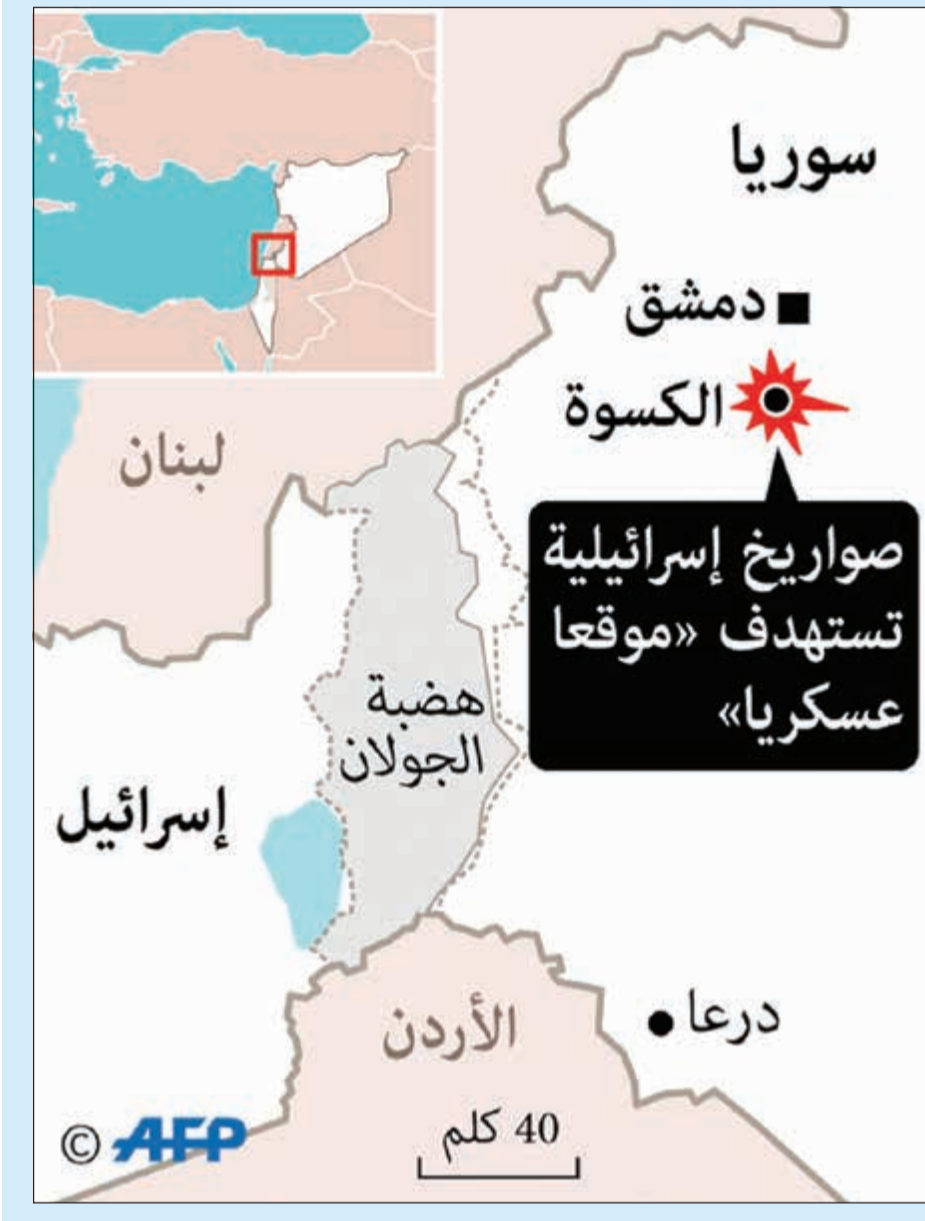 سوريا
دمشق
الكسوة
لبنان
صواريخ إسرائيلية
تستهدف «موقعا
عسكريا»
هضبة
الجولان
إسرائيل
درعا
الأردن
40 كلم
© AFP